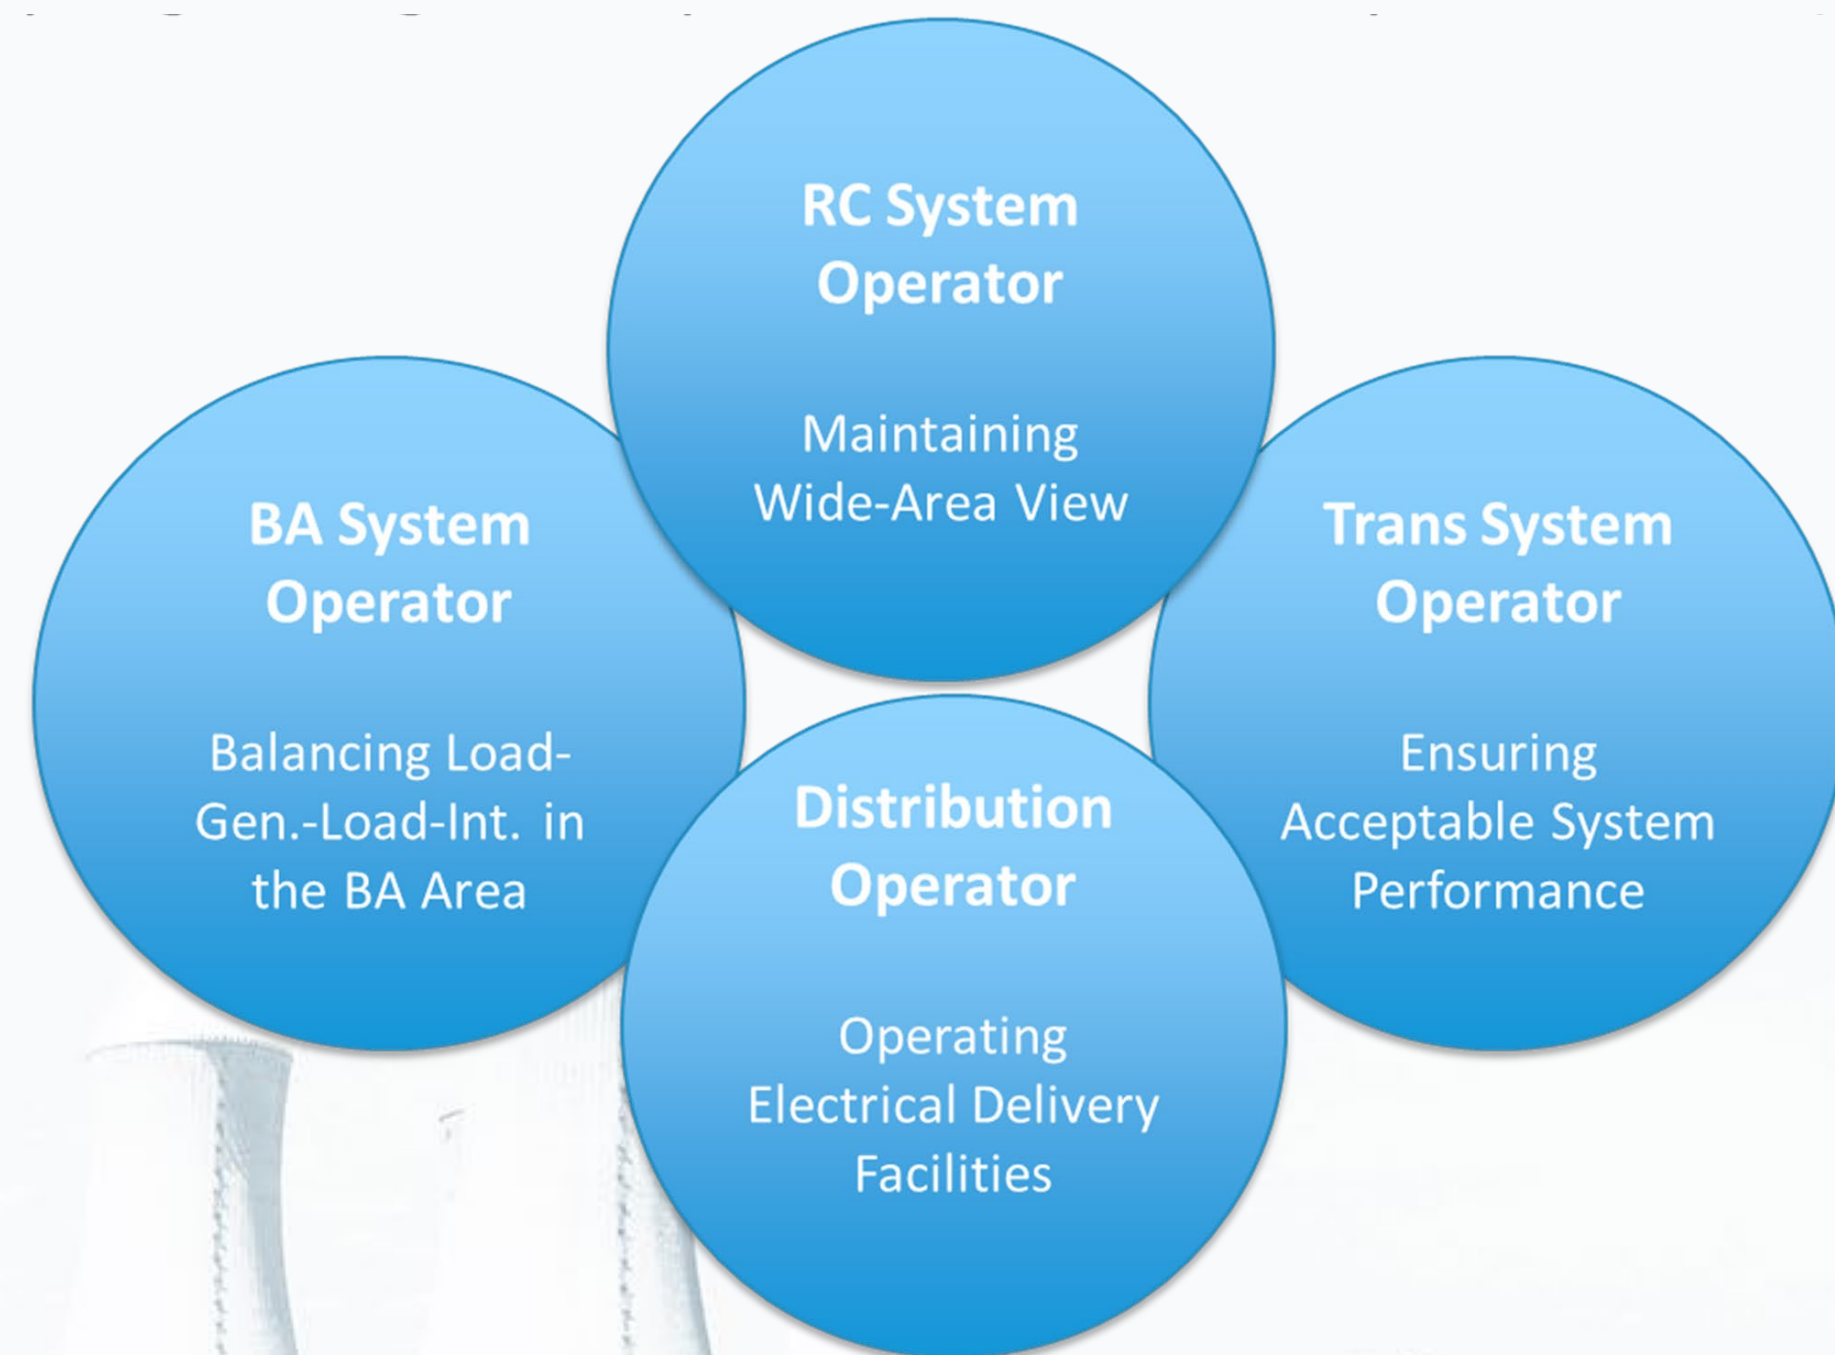 RC System
Operator
Maintaining
Wide-Area View
BA System
Operator
Balancing Load-
Gen.-Load-Int. in
the BA Area
Trans System
Operator
Ensuring
Acceptable System
Performance
Distribution
Operator
Operating
Electrical Delivery
Facilities